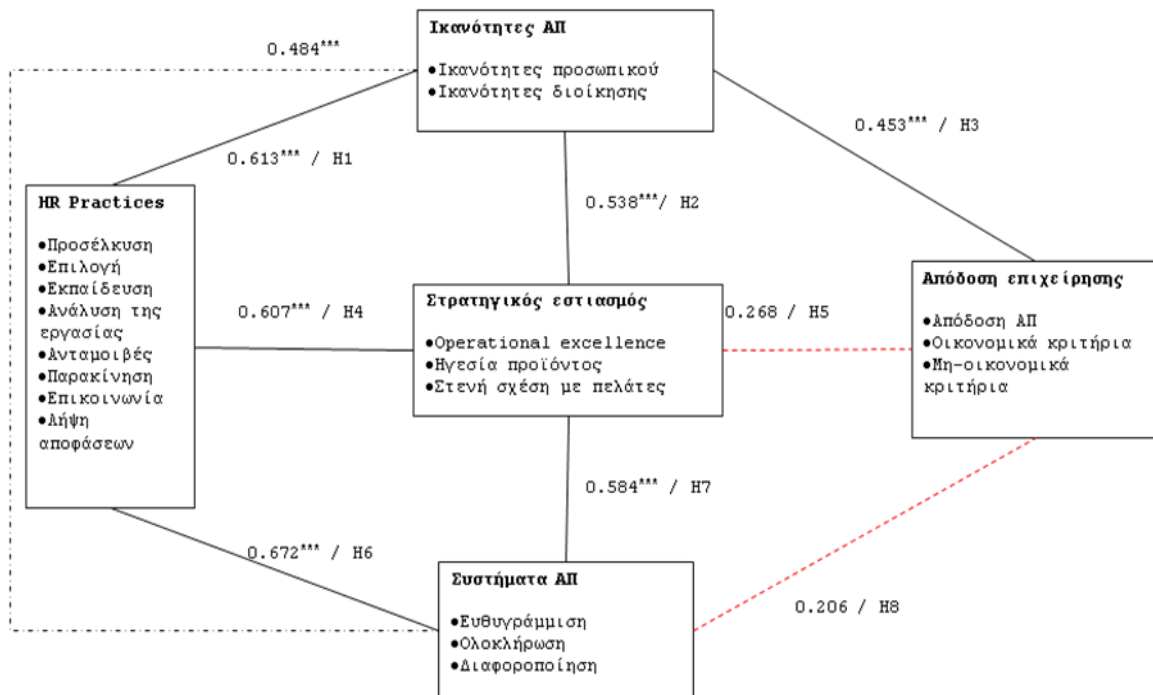 Ικανότητες ΑΠ
●Ικανότητες προσωπικού
●Ικανότητες διοίκησης
0.484***
0.453*** / H3
0.613*** / H1
HR Practices
●Προσέλκυση
●Επιλογή
●Εκπαίδευση
●Ανάλυση της
εργασίας
●Ανταμοιβές
●Παρακίνηση
●Επικοινωνία
●Λήψη
αποφάσεων
0.538***/ H2
0.607*** / H4
Στρατηγικός εστιασμός
●Operational excellence
●Ηγεσία προϊόντος
●Στενή σχέση με πελάτες
0.268 / H5
Απόδοση επιχείρησης
●Απόδοση ΑΠ
●Οικονομικά κριτήρια
●Μη-οικονομικά
κριτήρια
0.584*** / H7
0.672*** / H6
Συστήματα ΑΠ
●Ευθυγράμμιση
●Ολοκλήρωση
●Διαφοροποίηση
0.206 / H8